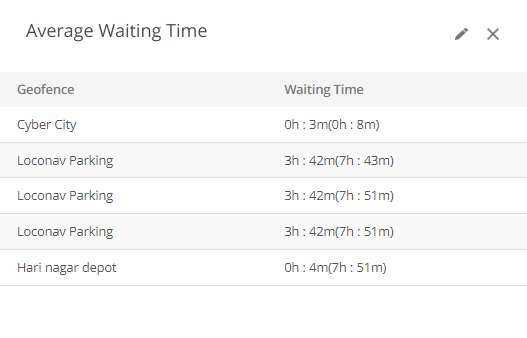 Average Waiting Time
Geofence Waiting Time
Cyber City 0h : 3m(0h : 8m)
Loconav Parking 3h : 42m(7h : 43m)
Loconav Parking 3h : 42m(7h : 51m)
Loconav Parking 3h : 42m(7h : 51m)
Hari nagar depot 0h : 4m(7h : 51m)